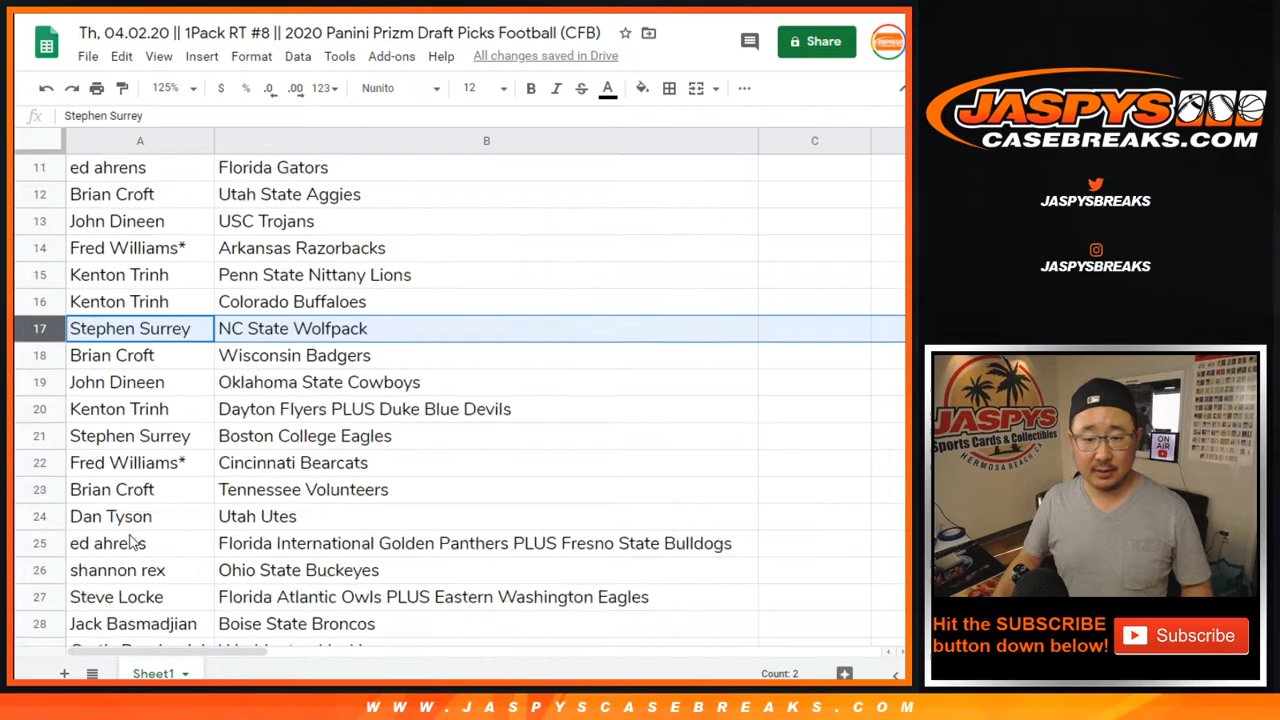 Th, 04.02.20 || 1Pack RT #8 || 2020 Panini Prizm Draft Picks Football (CFB)
Share
File Edit View Insert Format Data Tools Add-ons Help All changes saved in Drive
125% $ % .0 .00 123 Nunito 12 B I S A
fx Stephen Surrey
A B C
11 ed ahrens Florida Gators
12 Brian Croft Utah State Aggies
13 John Dineen USC Trojans
14 Fred Williams* Arkansas Razorbacks
15 Kenton Trinh Penn State Nittany Lions
16 Kenton Trinh Colorado Buffaloes
17 Stephen Surrey NC State Wolfpack
18 Brian Croft Wisconsin Badgers
19 John Dineen Oklahoma State Cowboys
20 Kenton Trinh Dayton Flyers PLUS Duke Blue Devils
21 Stephen Surrey Boston College Eagles
22 Fred Williams* Cincinnati Bearcats
23 Brian Croft Tennessee Volunteers
24 Dan Tyson Utah Utes
25 ed ahrens Florida International Golden Panthers PLUS Fresno State Bulldogs
26 shannon rex Ohio State Buckeyes
27 Steve Locke Florida Atlantic Owls PLUS Eastern Washington Eagles
28 Jack Basmadjian Boise State Broncos
Sheet1
Count: 2
JASPYS
CASEBREAKS.COM
JASPYSBREAKS
JASPYSBREAKS
JASPYS
Sports Cards & Collectibles
HERMOSA BEACH, CA
ON
AIR
Hit the SUBSCRIBE
button down below!
Subscribe
WWW.JASPYSCASEBREAKS.COM